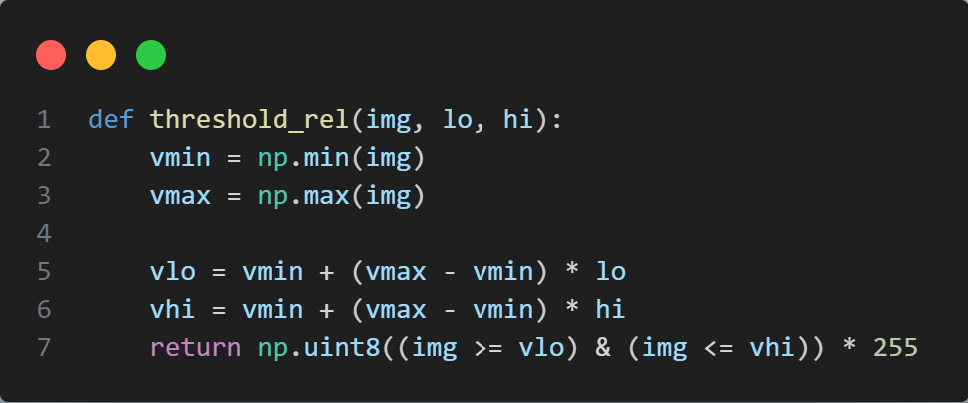 1 def threshold_rel(img, lo, hi):
2     vmin = np.min(img)
3     vmax = np.max(img)
4
5     vlo = vmin + (vmax - vmin) * lo
6     vhi = vmin + (vmax - vmin) * hi
7     return np.uint8((img >= vlo) & (img <= vhi)) * 255